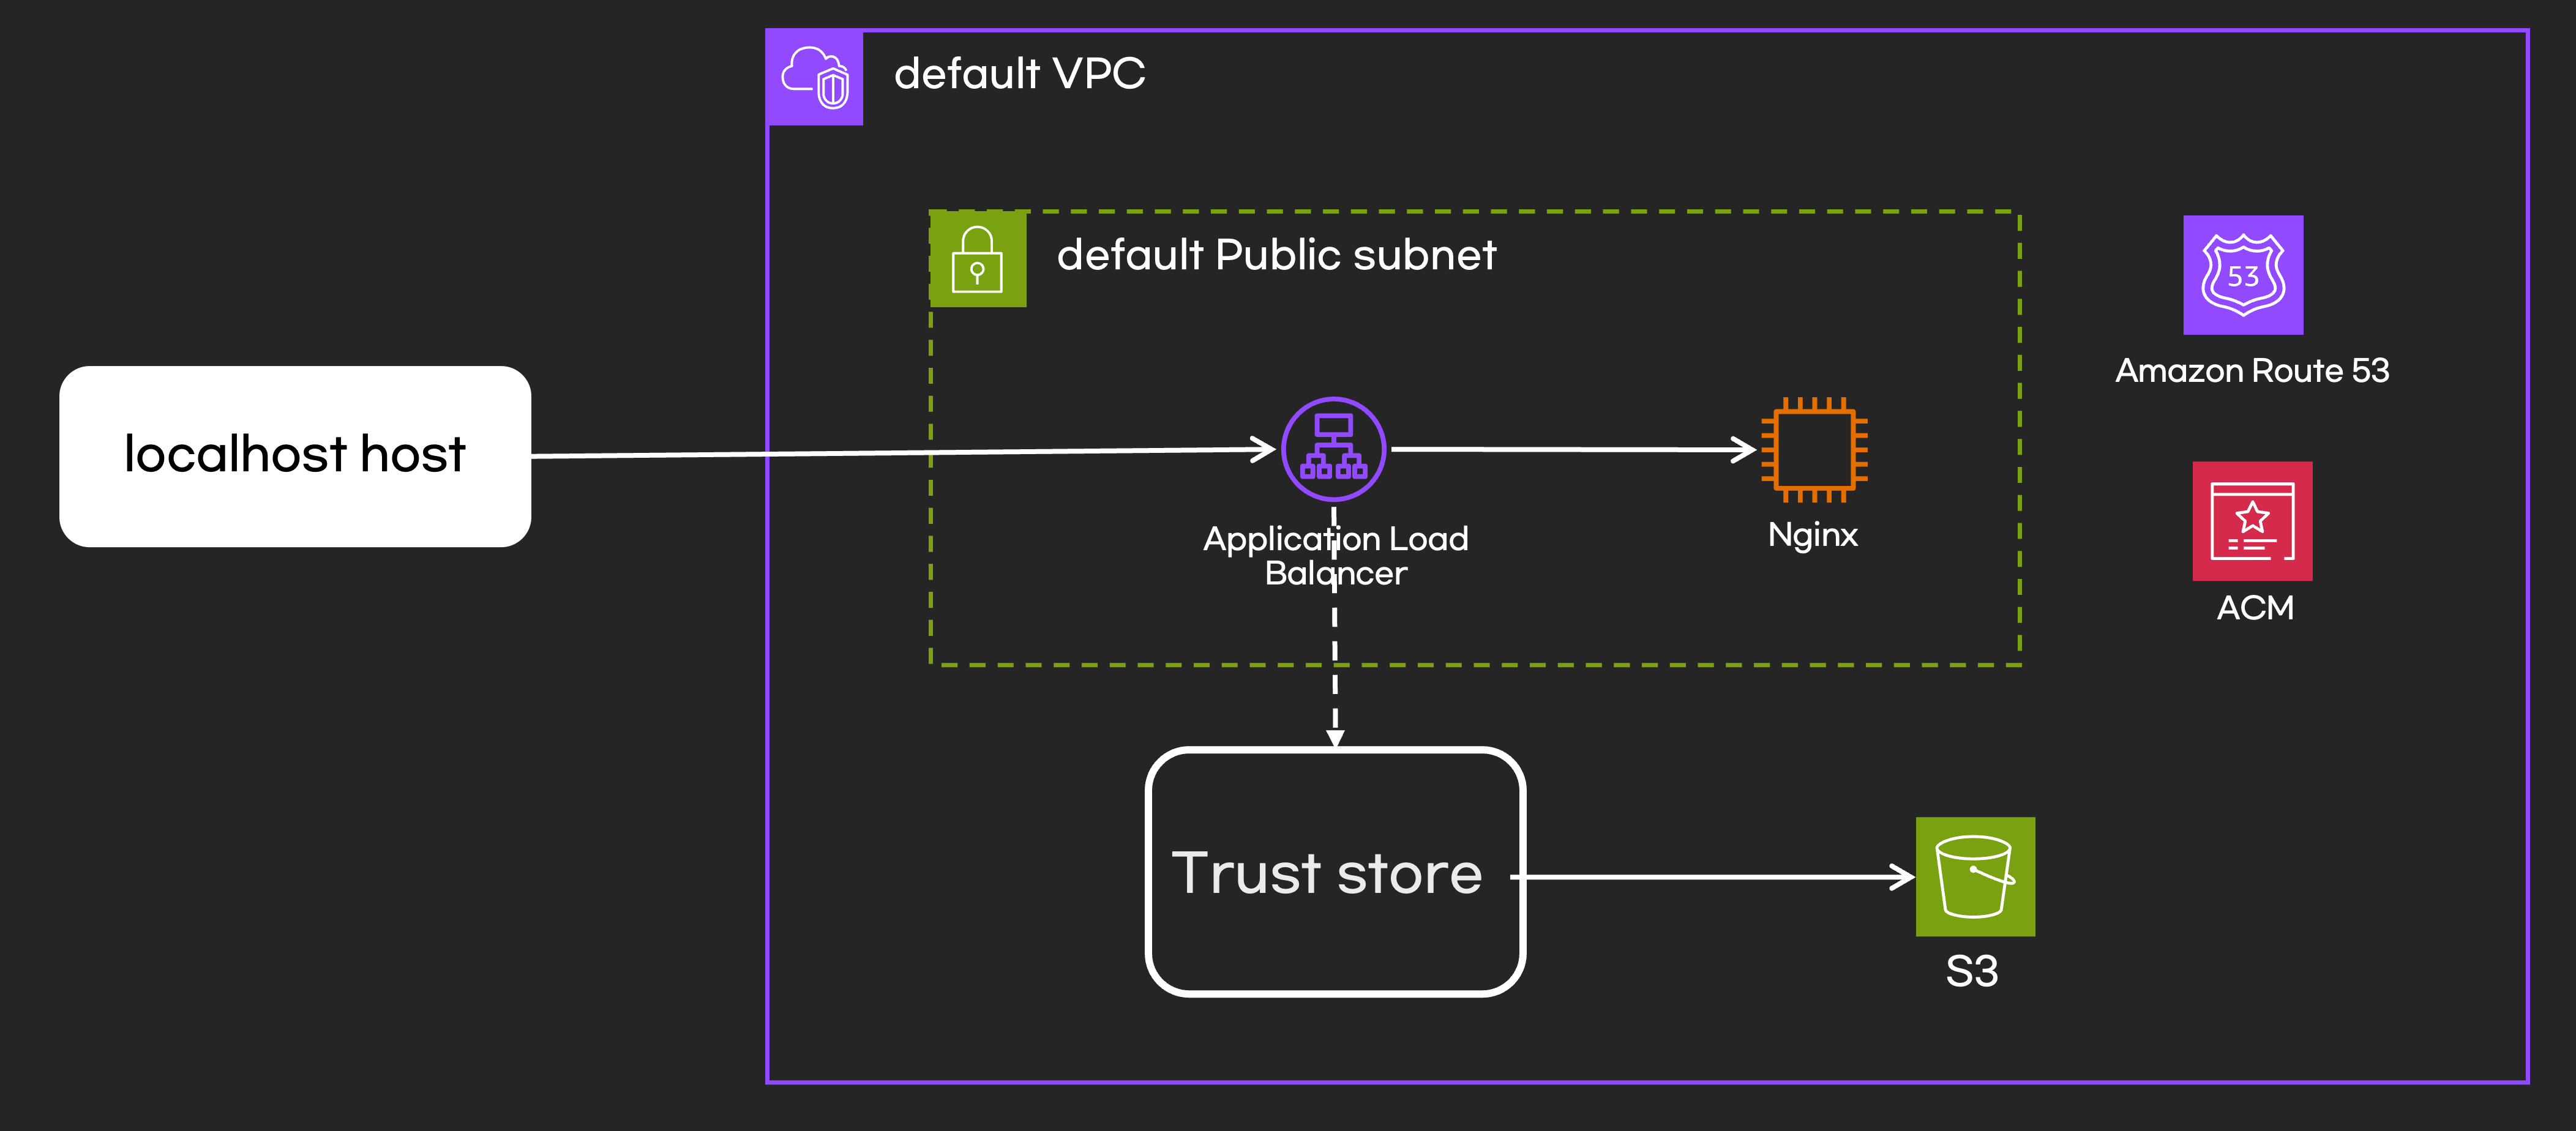 default VPC
default Public subnet
53
Amazon Route 53
localhost host
Application Load
Balancer
Nginx
ACM
Trust store
S3